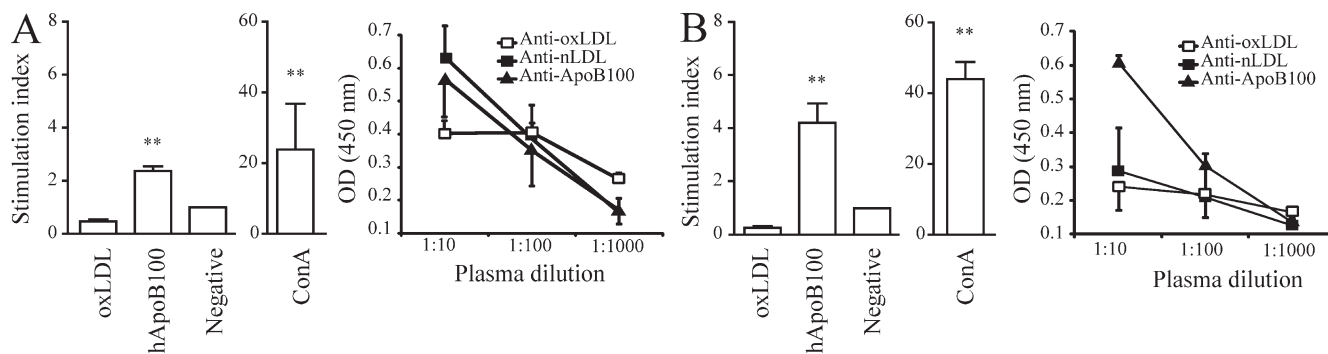 A
8
6
4
2
0
Stimulation index
**
oxLDL
hApoB100
Negative
60
40
20
0
**
ConA
0.7
0.6
0.5
0.4
0.3
0.2
0.1
OD (450 nm)
Anti-oxLDL
Anti-nLDL
Anti-ApoB100
1:10
1:100
1:1000
Plasma dilution
B
8
6
4
2
0
Stimulation index
**
oxLDL
hApoB100
Negative
60
40
20
0
**
ConA
0.7
0.6
0.5
0.4
0.3
0.2
0.1
OD (450 nm)
Anti-oxLDL
Anti-nLDL
Anti-ApoB100
1:10
1:100
1:1000
Plasma dilution